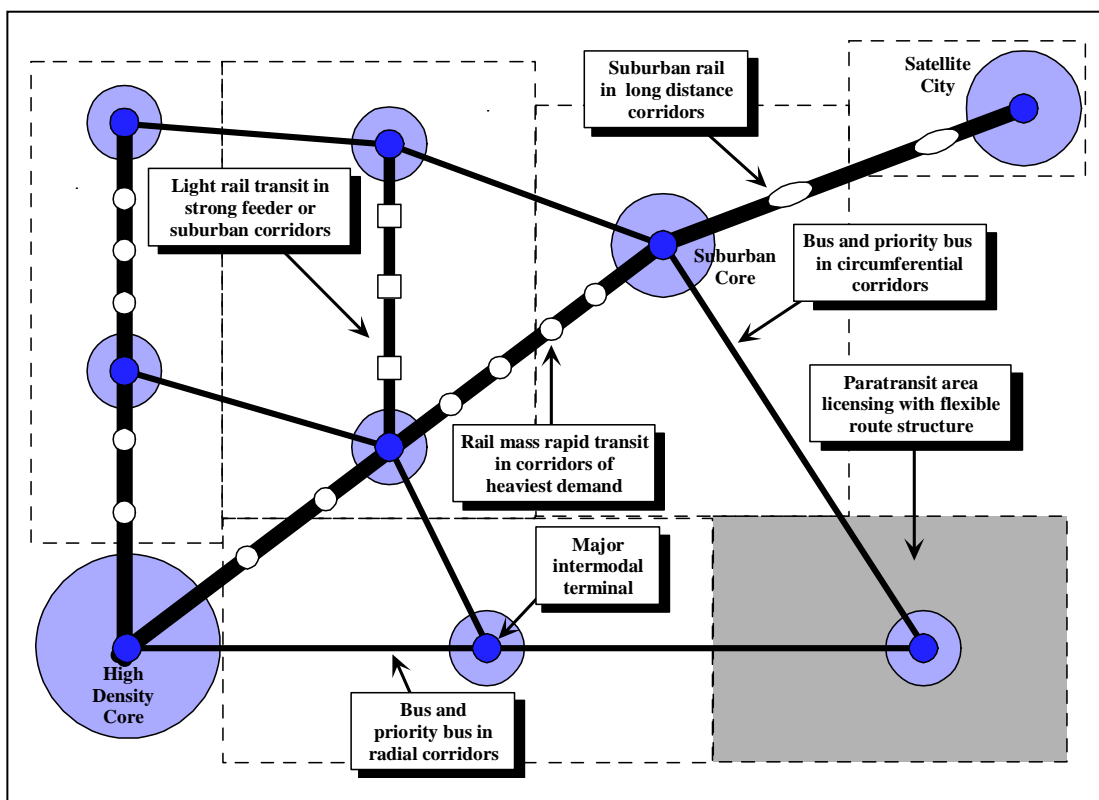 Suburban rail
in long distance
corridors
Satellite
City
Light rail transit in
strong feeder or
suburban corridors
Suburban
Core
Bus and priority bus
in circumferential
corridors
Paratransit area
licensing with flexible
route structure
Rail mass rapid transit
in corridors of
heaviest demand
Major
intermodal
terminal
High
Density
Core
Bus and
priority bus in
radial corridors